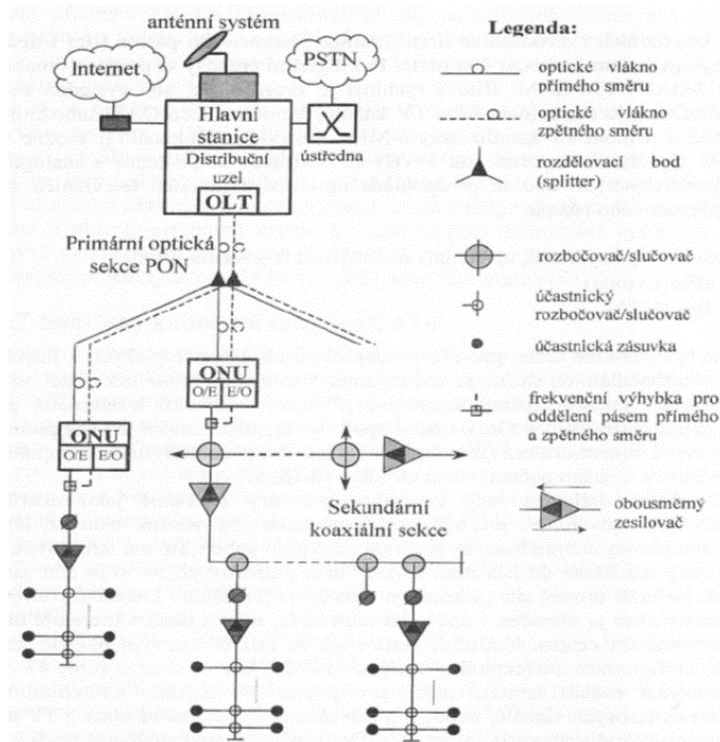 anténní systém
Internet
PSTN
Hlavní
stanice
Distribuční
uzel
OLT
ústředna
Primární optická
sekce PON
ONU
O/E E/O
ONU
O/E E/O
Sekundární
koaxiální sekce
Legenda:
optické vlákno
přímého směru
optické vlákno
zpětného směru
rozdělovací bod
(splitter)
rozbočovač/slučovač
účastnický
rozbočovač/slučovač
účastnická zásuvka
frekvenční výhybka pro
oddělení pásem přímého
a zpětného směru
obousměrný
zesilovač